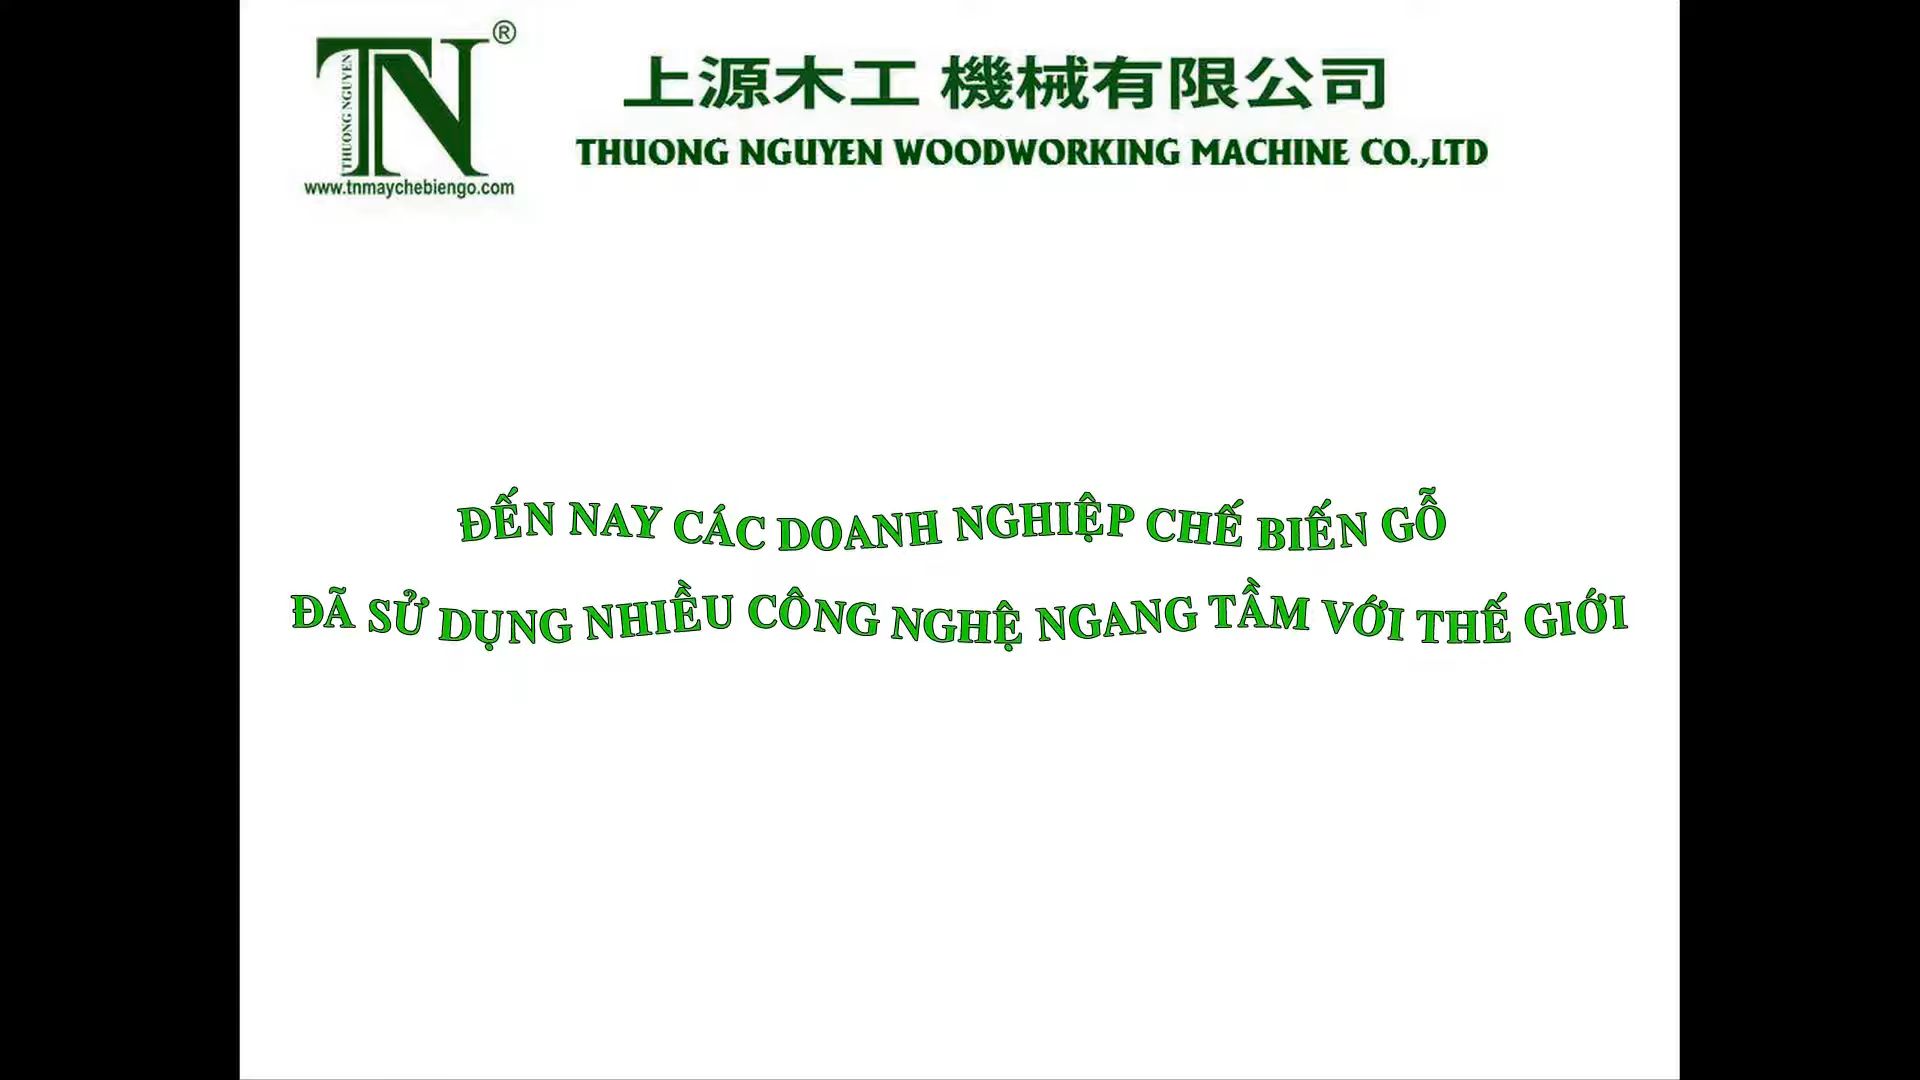 TN®
THUONG NGUYEN
www.tnmaychebiengo.com
上源木工 機械有限公司
THUONG NGUYEN WOODWORKING MACHINE CO.,LTD
ĐẾN NAY CÁC DOANH NGHIỆP CHẾ BIẾN GỖ
ĐÃ SỬ DỤNG NHIỀU CÔNG NGHỆ NGANG TẦM VỚI THẾ GIỚI